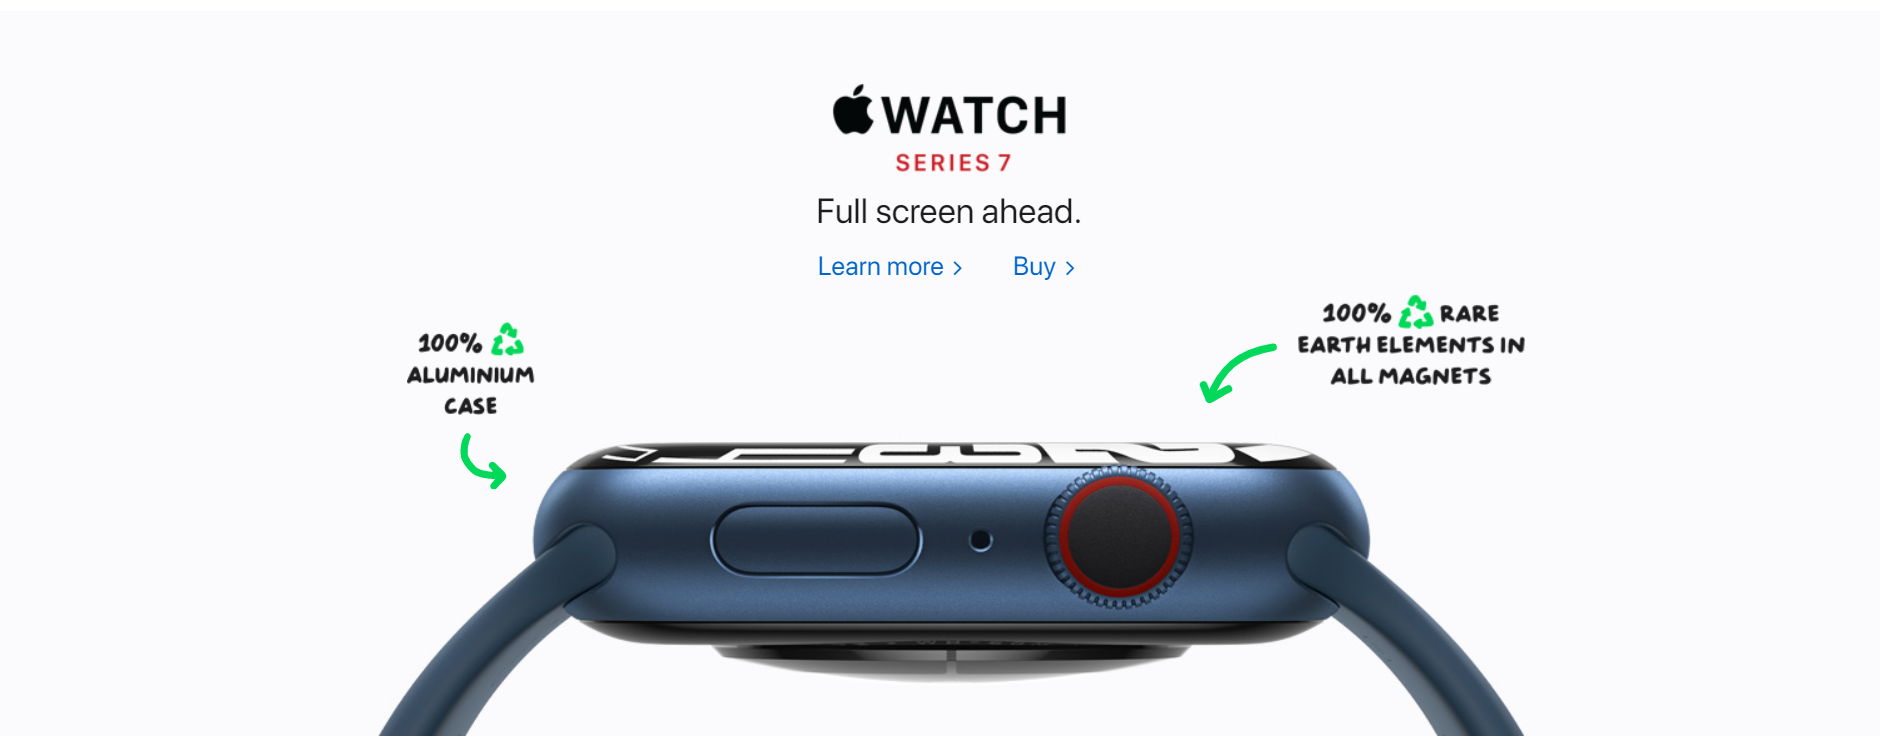 WATCH
SERIES 7
Full screen ahead.
Learn more > Buy >
100%
ALUMINIUM
CASE
100% RARE
EARTH ELEMENTS IN
ALL MAGNETS